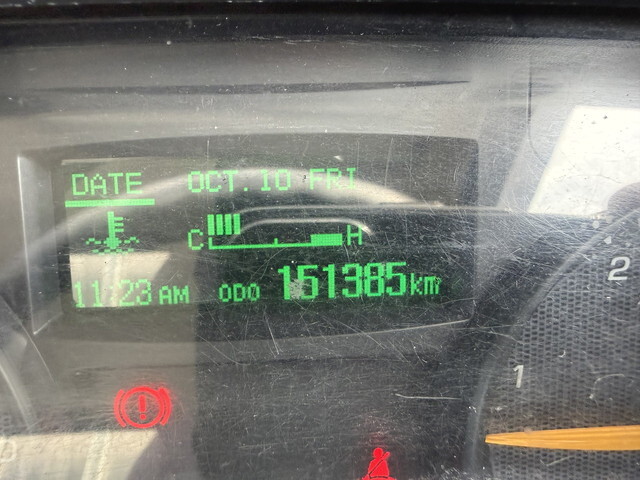 DATE OCT.10 FRI
C H
11:23 AM ODO 151385km
2
1